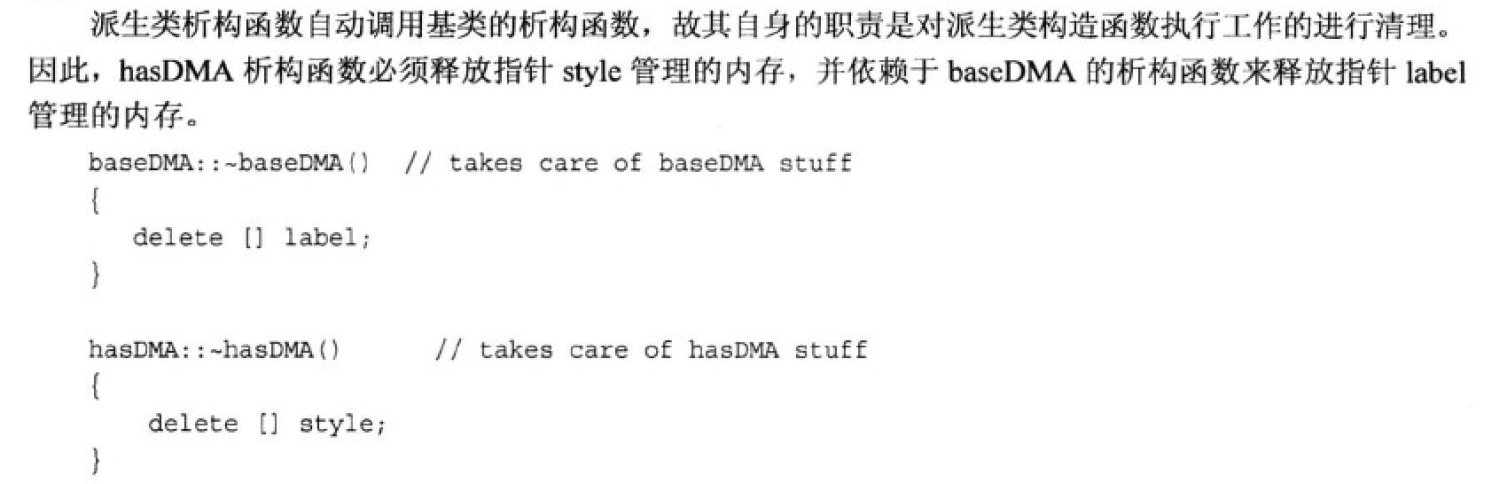 派生类析构函数自动调用基类的析构函数，故其自身的职责是对派生类构造函数执行工作的进行清理。
因此，hasDMA 析构函数必须释放指针 style 管理的内存，并依赖于 baseDMA 的析构函数来释放指针 label
管理的内存。
baseDMA::~baseDMA()  // takes care of baseDMA stuff
{
   delete [] label;
}
hasDMA::~hasDMA()      // takes care of hasDMA stuff
{
    delete [] style;
}